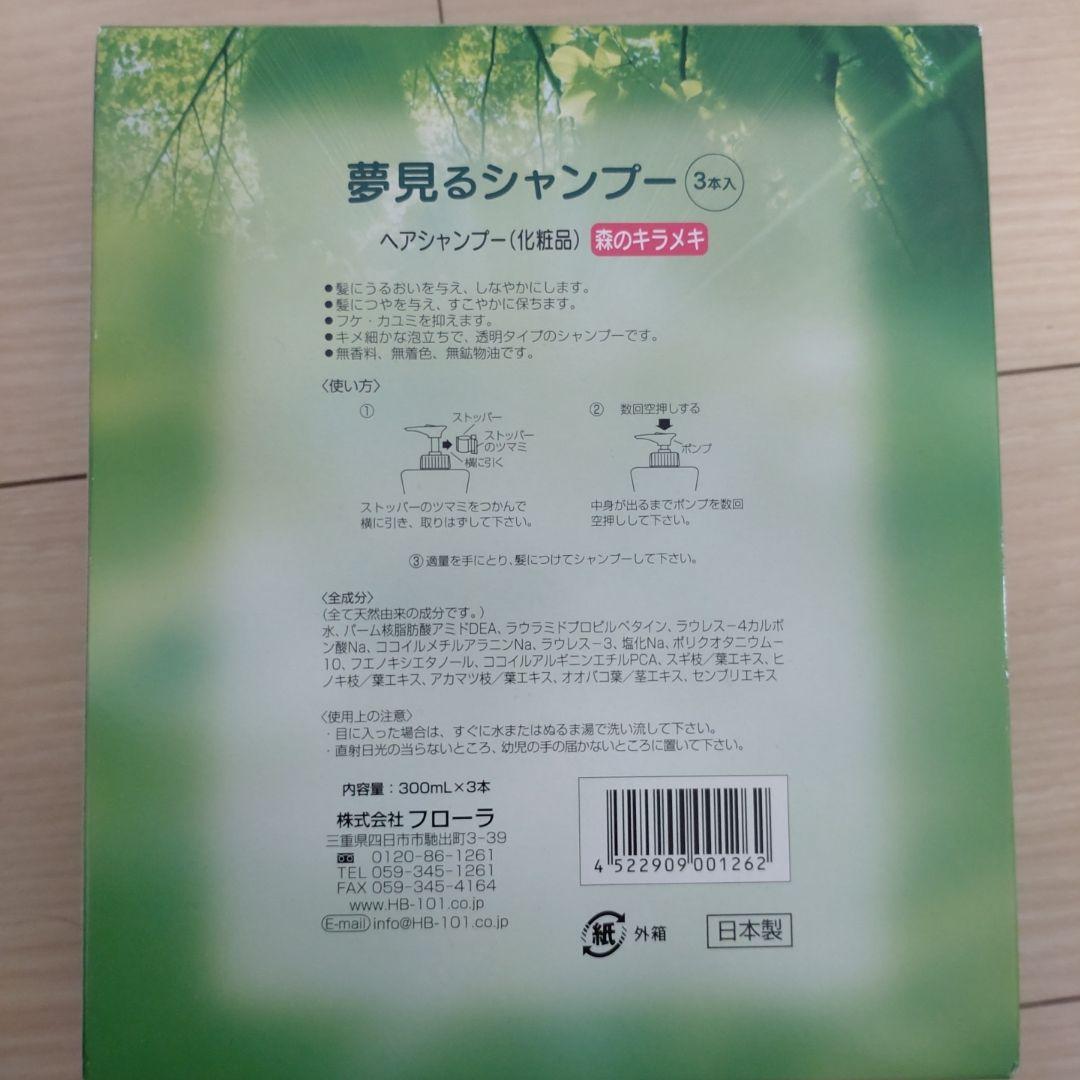 夢見るシャンプー 3本入
ヘアシャンプー(化粧品) 森のキラメキ
●髪にうるおいを与え、しなやかにします。
●髪につやを与え、すこやかに保ちます。
●フケ・カユミを抑えます。
●キメ細かな泡立ちで、透明タイプのシャンプーです。
●無香料、無着色、無鉱物油です。
〈使い方〉
①
ストッパー
ストッパー
のツマミ
横に引く
ストッパーのツマミをつかんで
横に引き、取りはずして下さい。
② 数回空押しする
ポンプ
中身が出るまでポンプを数回
空押しして下さい。
③適量を手にとり、髪につけてシャンプーして下さい。
〈全成分〉
(全て天然由来の成分です。)
水、パーム核脂肪酸アミドDEA、ラウラミドプロピルベタイン、ラウレス－4カルボ
ン酸Na、ココイルメチルアラニンNa、ラウレス－3、塩化Na、ポリクオタニウム－
10、フエノキシエタノール、ココイルアルギニンエチルPCA、スギ枝／葉エキス、ヒ
ノキ枝／葉エキス、アカマツ枝／葉エキス、オオバコ葉／茎エキス、センブリエキス
〈使用上の注意〉
・目に入った場合は、すぐに水またはぬるま湯で洗い流して下さい。
・直射日光の当らないところ、幼児の手の届かないところに置いて下さい。
内容量：300mL×3本
株式会社 フローラ
三重県四日市市馳出町3-39
0120-86-1261
TEL 059-345-1261
FAX 059-345-4164
www.HB-101.co.jp
E-mail info@HB-101.co.jp
4 522909 001262
紙 外箱
日本製